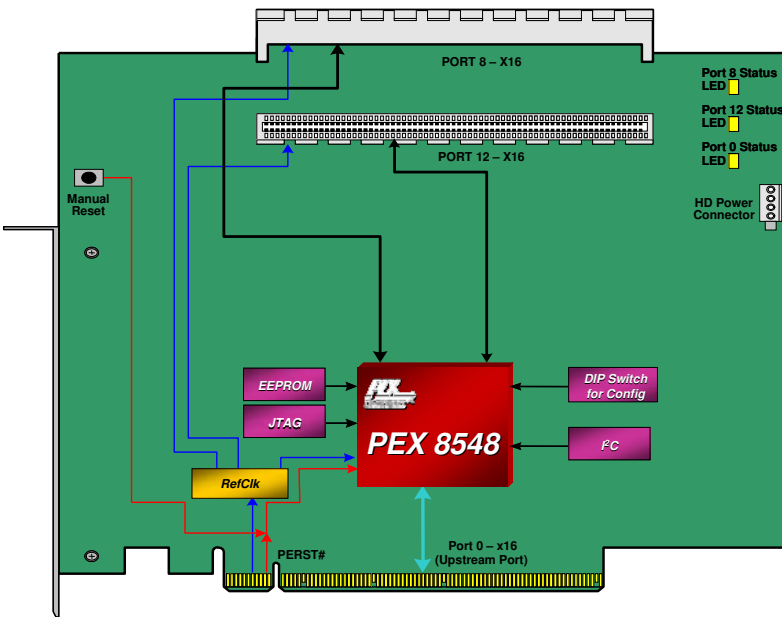 PORT 8 – X16
Port 8 Status
LED
Port 12 Status
LED
PORT 12 – X16
Port 0 Status
LED
Manual
Reset
HD Power
Connector
EEPROM
JTAG
PLX
PEX 8548
DIP Switch
for Config
I²C
RefClk
PERST#
Port 0 – x16
(Upstream Port)